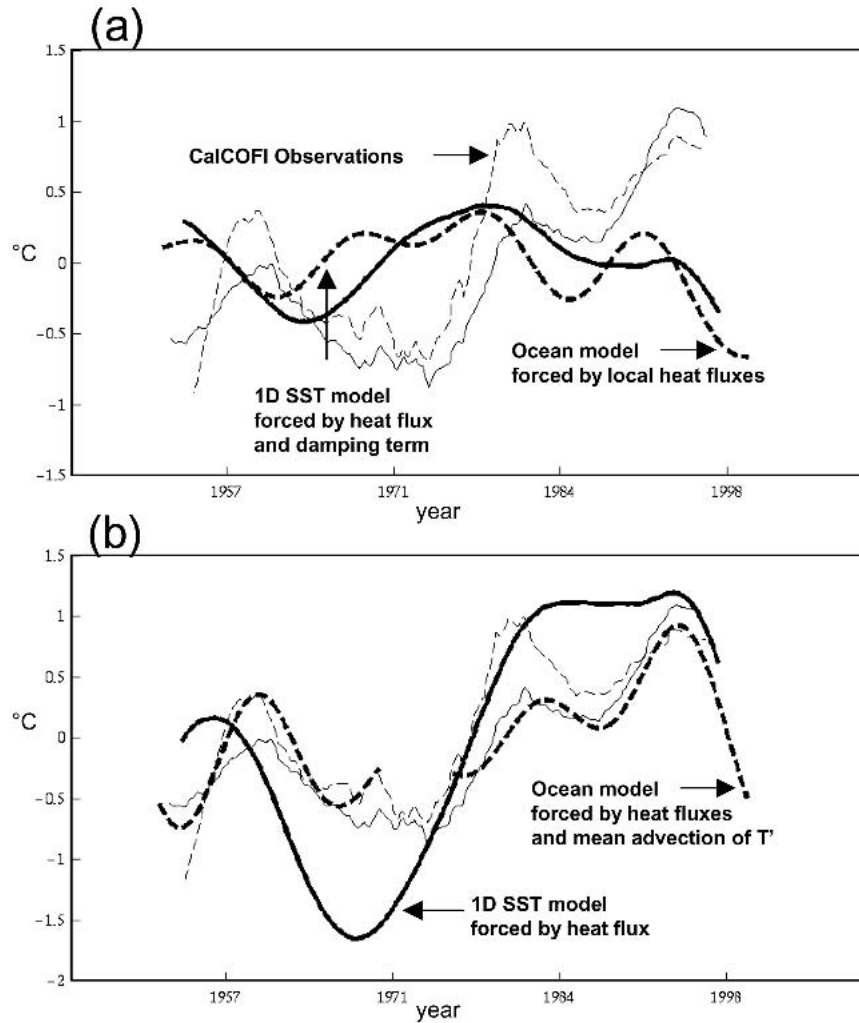 (a)
1.5
1
0.5
0
−0.5
−1
−1.5
°C
CalCOFI Observations
1D SST model
forced by heat flux
and damping term
Ocean model
forced by local heat fluxes
1957
1971
1984
1998
year
(b)
1.5
1
0.5
0
−0.5
−1
−1.5
−2
°C
Ocean model
forced by heat fluxes
and mean advection of T'
1D SST model
forced by heat flux
1957
1971
1984
1998
year